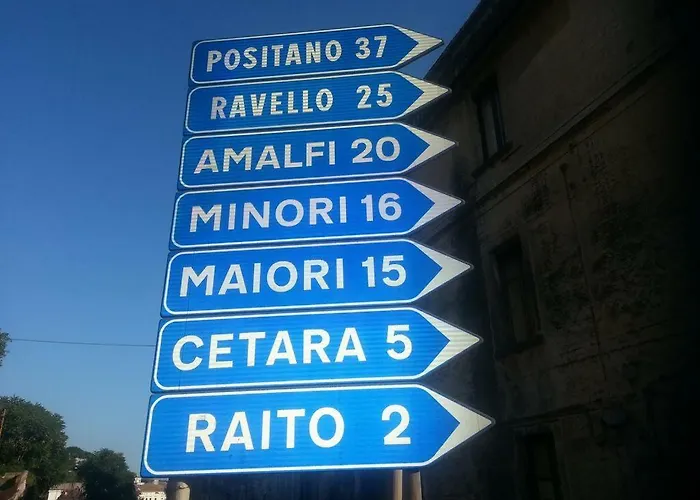 POSITANO 37
RAVELLO 25
AMALFI 20
MINORI 16
MAIORI 15
CETARA 5
RAITO 2